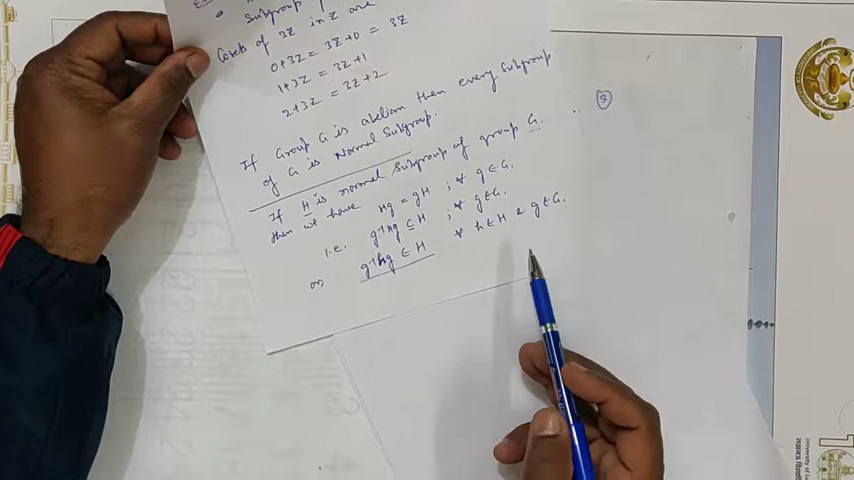 Subgroup of
Cosets of 3Z in Z are
0+3Z = 3Z+0 = 3Z
1+3Z = 3Z+1
2+3Z = 3Z+2
If Group G is abelian then every subgroup
of G is Normal Subgroup.
If H is normal Subgroup of group G.
then we have Hg = gH ; ∀ g ∈ G.
i.e. g⁻¹Hg ⊆ H ; ∀ g ∈ G.
or g⁻¹hg ∈ H ∀ h ∈ H & g ∈ G.